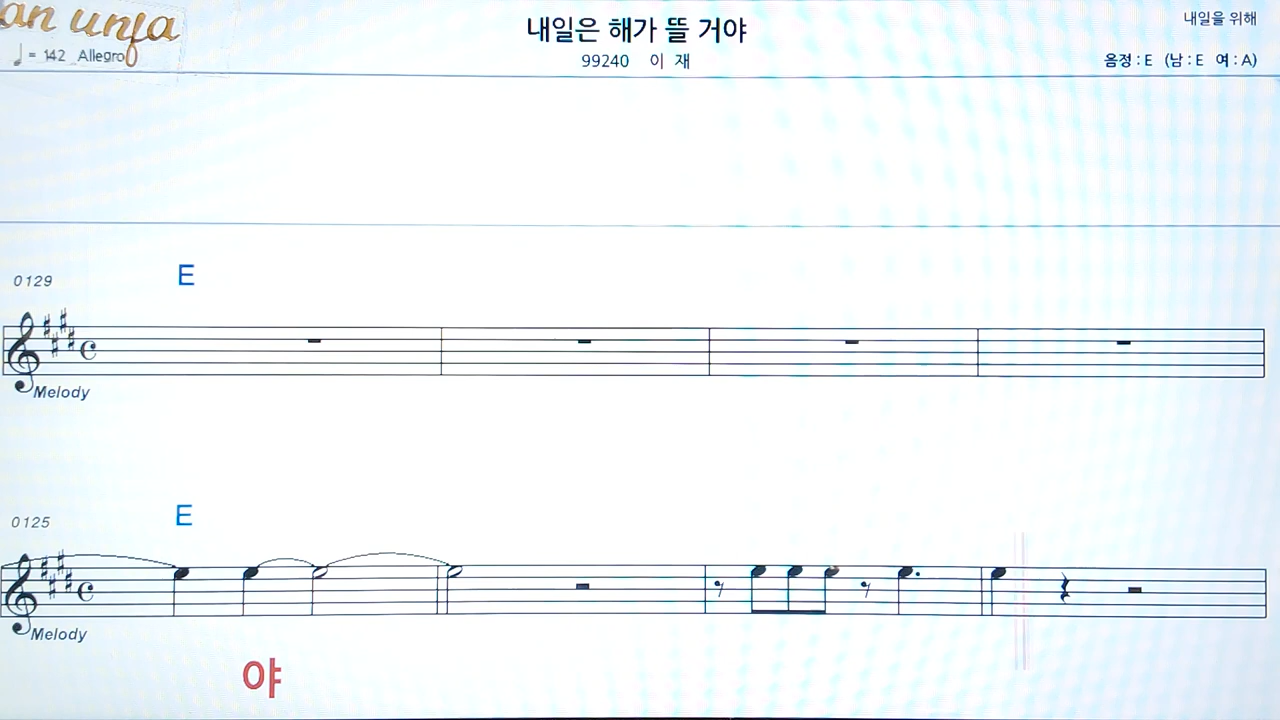 an unfa
♩ = 142 Allegro
내일은 해가 뜰 거야
99240 이 재
내일을 위해
음정 : E (남 : E 여 : A)
0129
E
Melody
0125
E
Melody
야